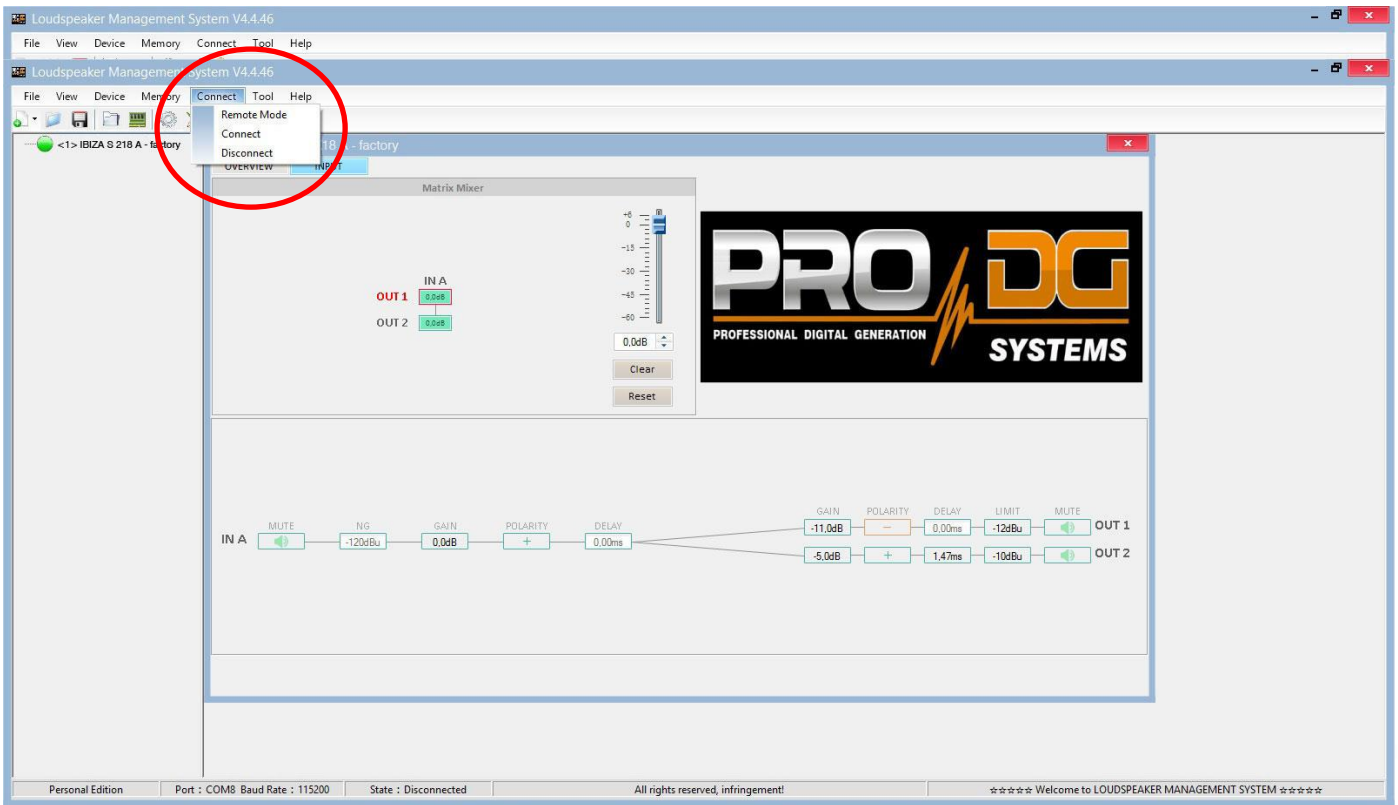 Loudspeaker Management System V4.4.46
File View Device Memory Connect Tool Help
Loudspeaker Management System V4.4.46
File View Device Memory Connect Tool Help
Remote Mode
Connect
Disconnect
<1> IBIZA S 218 A - factory
18 A - factory
OVERVIEW INPUT
Matrix Mixer
+6
0
-15
-30
-45
-60
IN A
OUT 1 0,0dB
OUT 2 0,0dB
0,0dB
Clear
Reset
PRO DG
PROFESSIONAL DIGITAL GENERATION
SYSTEMS
GAIN POLARITY DELAY LIMIT MUTE
-11,0dB − 0,00ms -12dBu OUT 1
MUTE NG GAIN POLARITY DELAY
IN A -120dBu 0,0dB + 0,00ms
-5,0dB + 1,47ms -10dBu OUT 2
Personal Edition Port : COM8 Baud Rate : 115200 State : Disconnected All rights reserved, infringement! ☆☆☆☆☆ Welcome to LOUDSPEAKER MANAGEMENT SYSTEM ☆☆☆☆☆